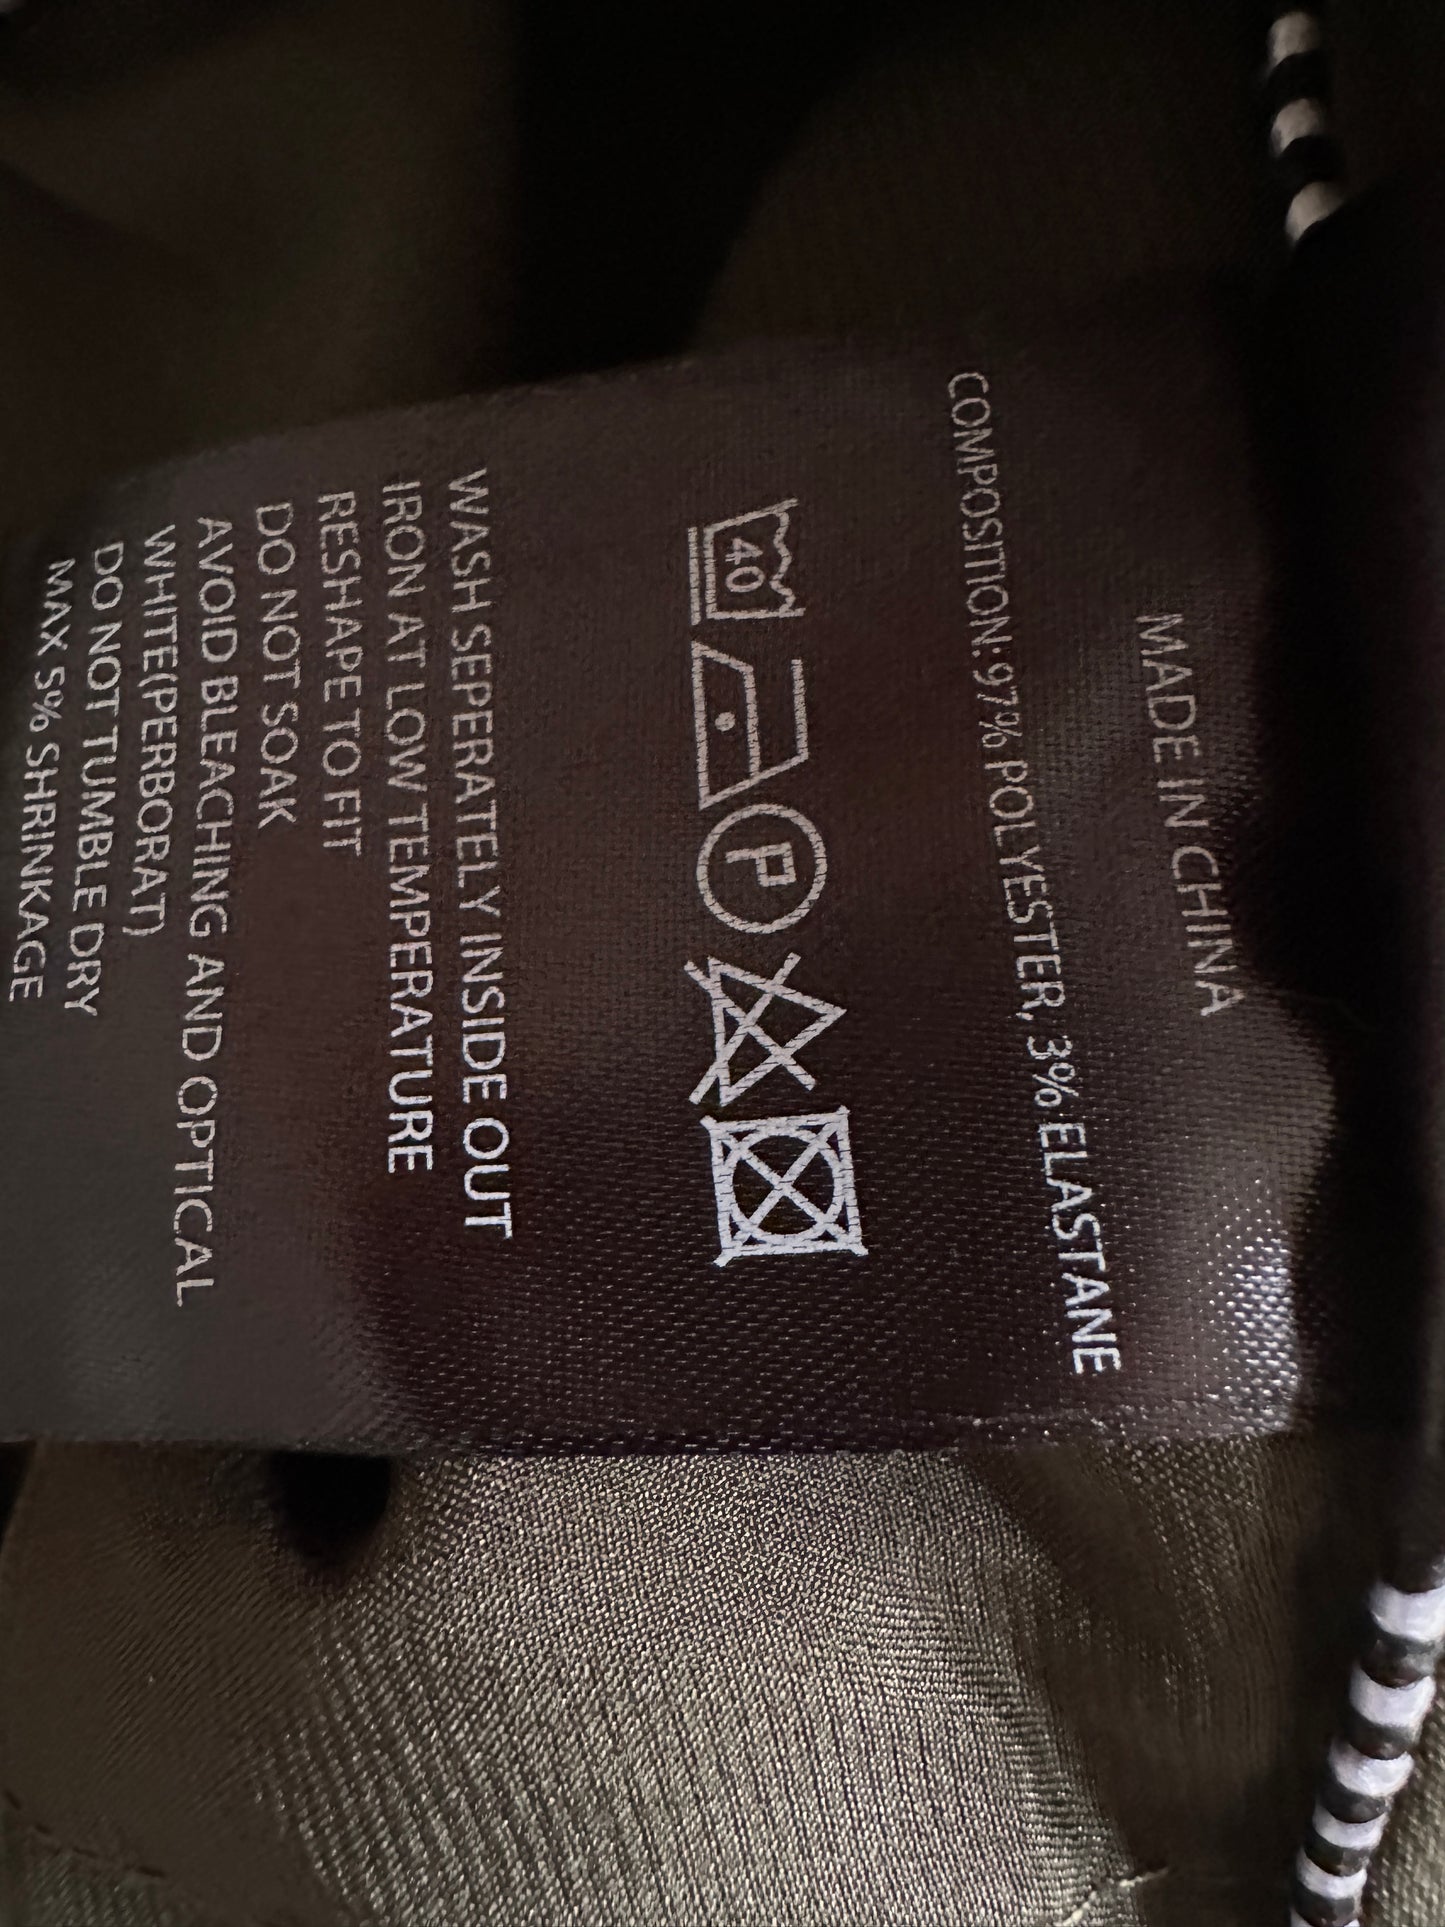 MADE IN CHINA
COMPOSITION: 97% POLYESTER, 3% ELASTANE
40 P
WASH SEPERATELY INSIDE OUT
IRON AT LOW TEMPERATURE
RESHAPE TO FIT
DO NOT SOAK
AVOID BLEACHING AND OPTICAL
WHITE(PERBORAT)
DO NOT TUMBLE DRY
MAX 5% SHRINKAGE